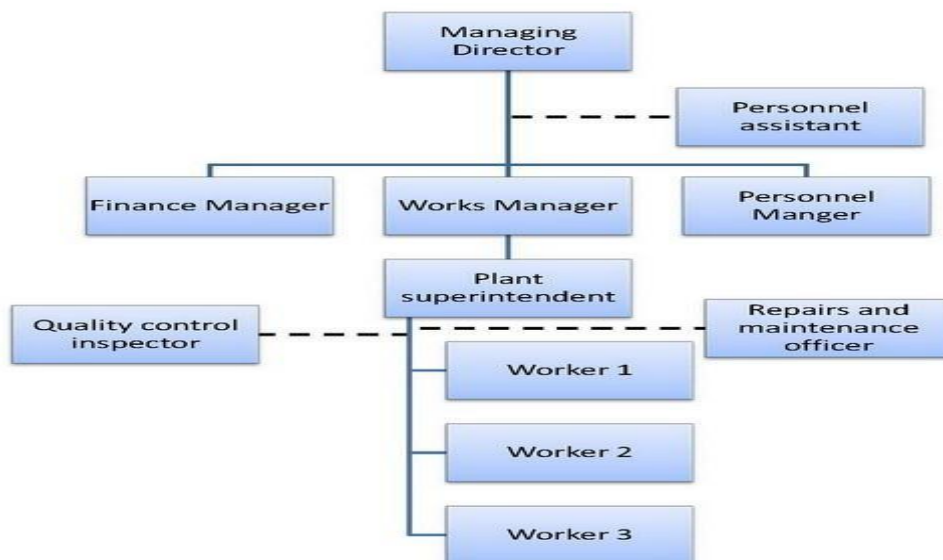 Managing
Director
Personnel
assistant
Finance Manager
Works Manager
Personnel
Manger
Plant
superintendent
Quality control
inspector
Repairs and
maintenance
officer
Worker 1
Worker 2
Worker 3